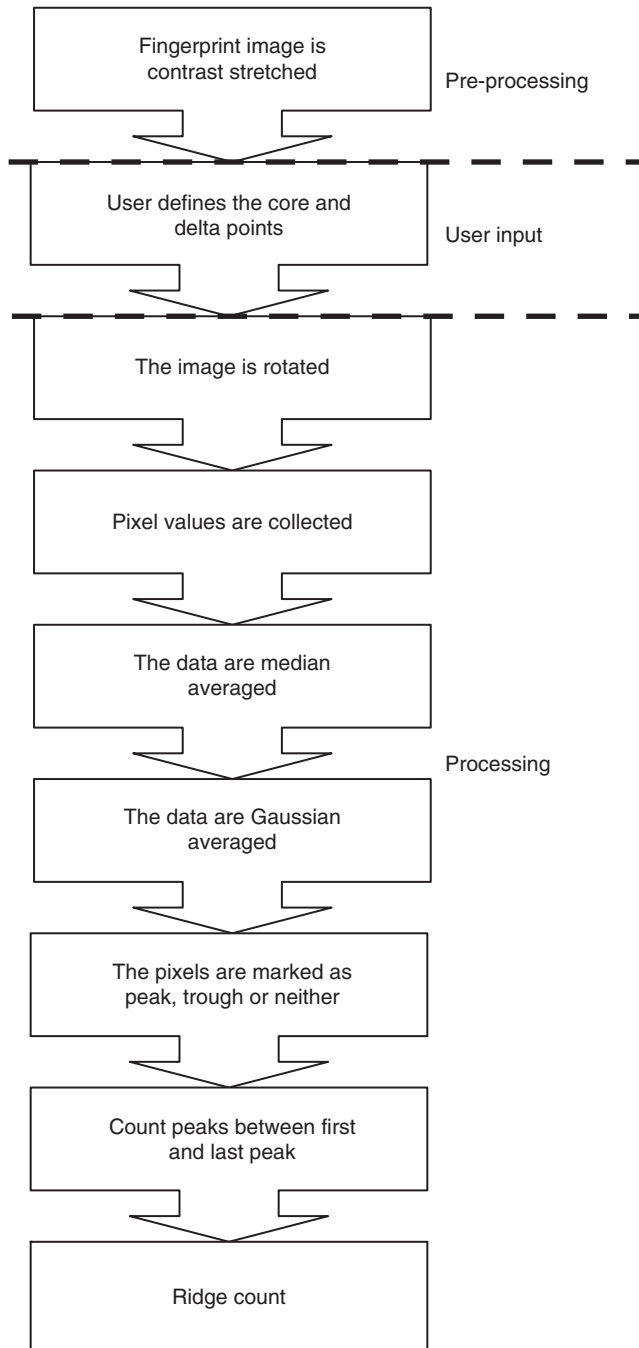 Fingerprint image is
contrast stretched
Pre-processing
User defines the core and
delta points
User input
The image is rotated
Pixel values are collected
The data are median
averaged
Processing
The data are Gaussian
averaged
The pixels are marked as
peak, trough or neither
Count peaks between first
and last peak
Ridge count